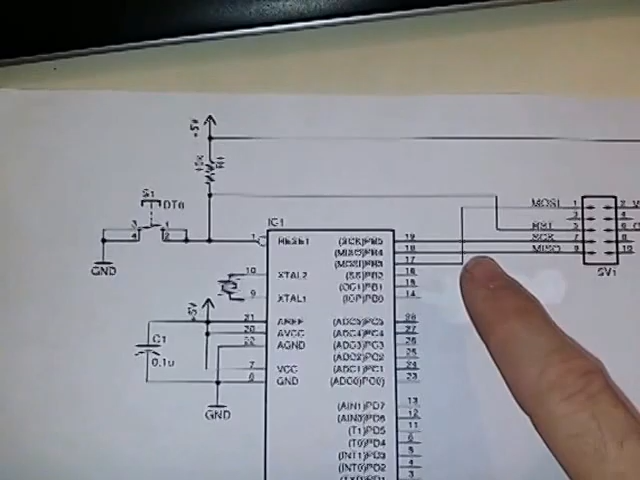 +5V
10k
R1
S1
DT6
3
1
4
2
GND
IC1
1
RESET
10
XTAL2
9
XTAL1
+5V
21
AREF
20
AVCC
22
AGND
7
VCC
8
GND
C1
0.1u
GND
(SCK)PB5
19
(MISO)PB4
18
(MOSI)PB3
17
(SS)PB2
16
(OC1)PB1
15
(ICP)PB0
14
(ADC5)PC5
28
(ADC4)PC4
27
(ADC3)PC3
26
(ADC2)PC2
25
(ADC1)PC1
24
(ADC0)PC0
23
(AIN1)PD7
13
(AIN0)PD6
12
(T1)PD5
11
(T0)PD4
6
(INT1)PD3
5
(INT0)PD2
4
3
MOSI
1
2
3
4
RST
5
6
SCK
7
8
MISO
9
10
SV1